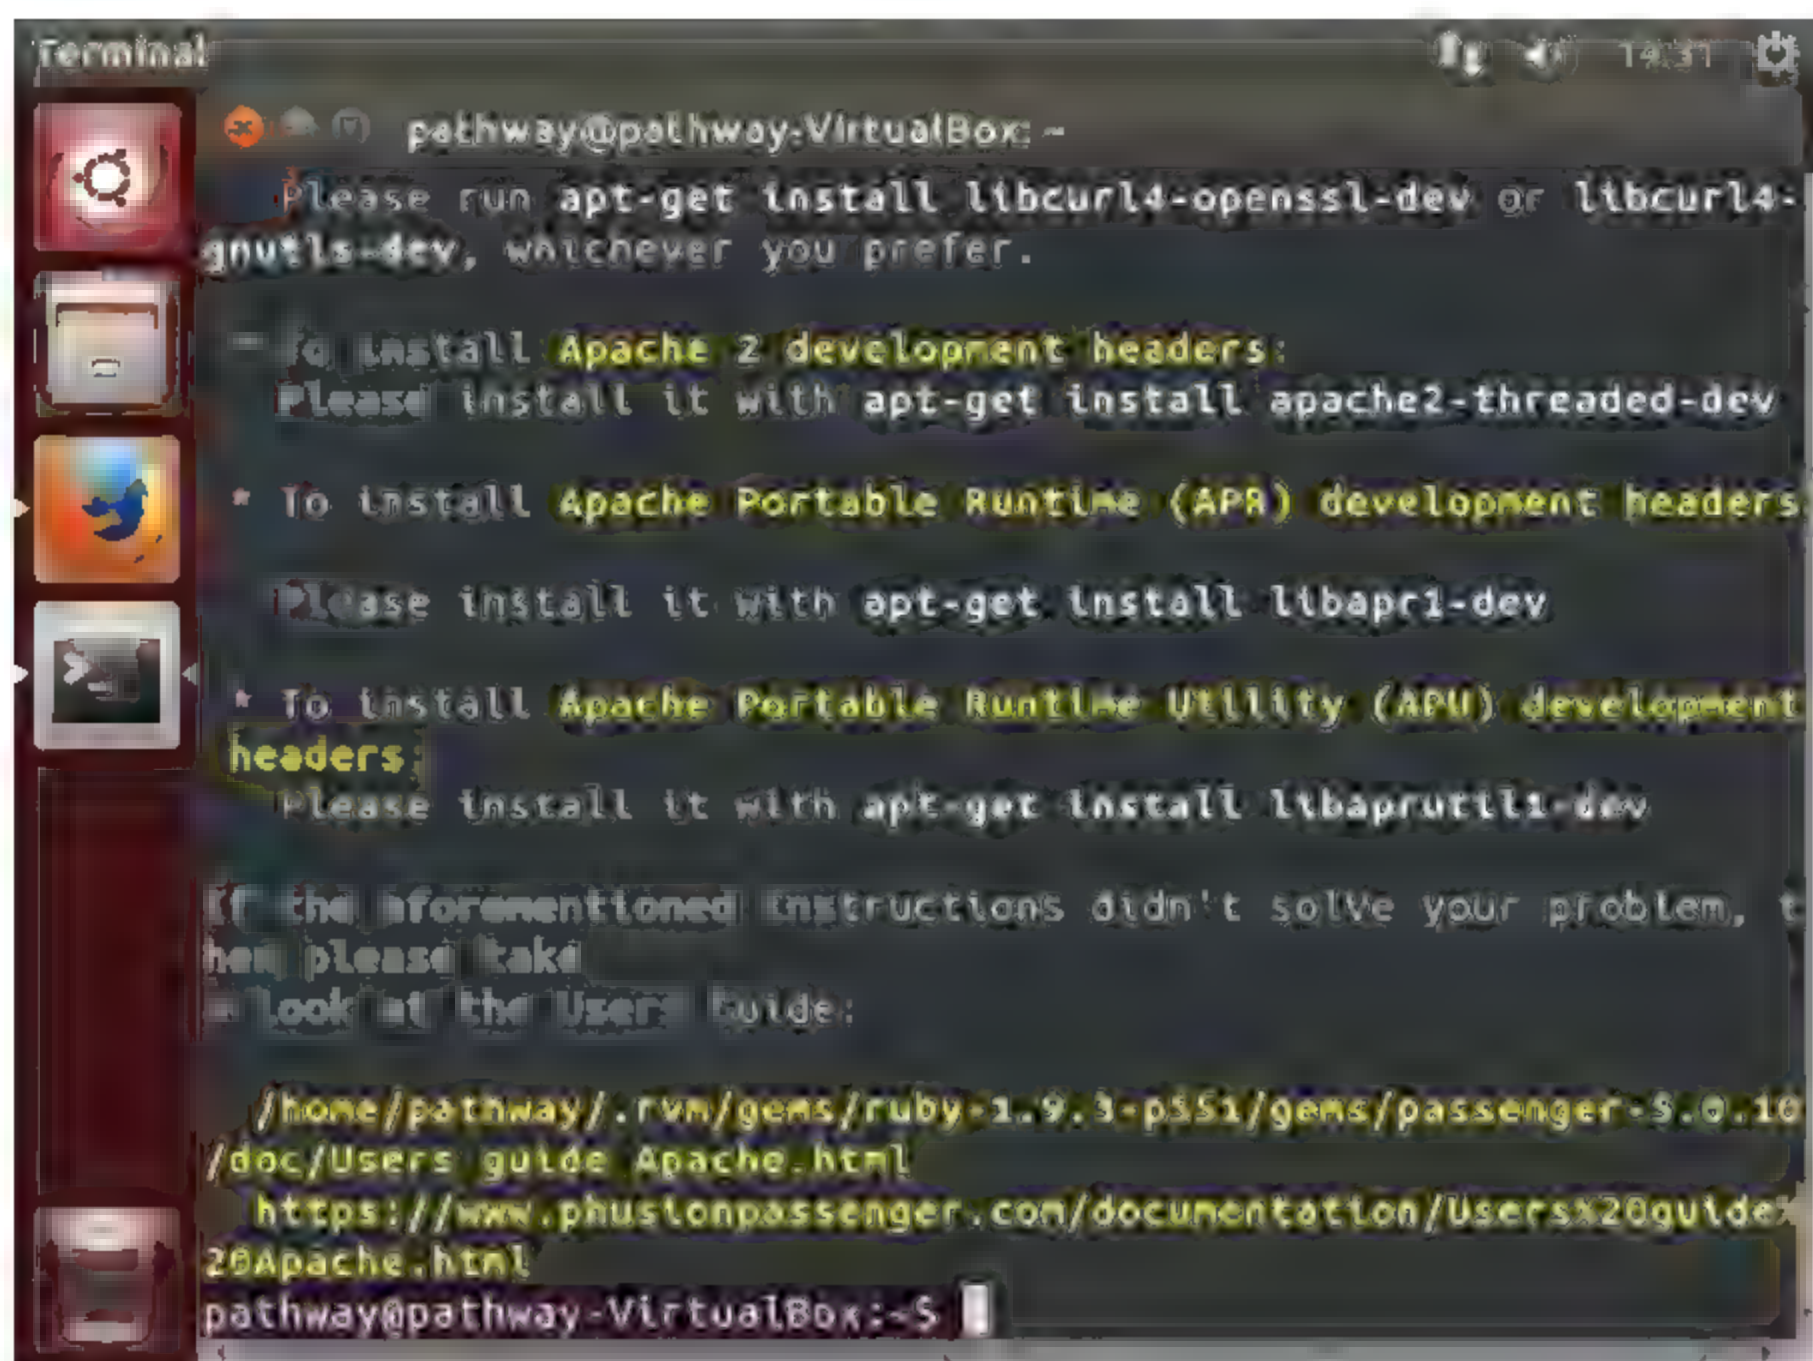 Terminal
14:31
pathway@pathway-VirtualBox: ~
Please run apt-get install libcurl4-openssl-dev or libcurl4-
gnutls-dev, whichever you prefer.
To install Apache 2 development headers:
Please install it with apt-get install apache2-threaded-dev
* To install Apache Portable Runtime (APR) development headers:
Please install it with apt-get install libapr1-dev
* To install Apache Portable Runtime Utility (APU) development
headers:
Please install it with apt-get install libaprutil1-dev
If the aforementioned instructions didn't solve your problem, t
hen please take
a look at the Users Guide:
/home/pathway/.rvm/gems/ruby-1.9.3-p551/gems/passenger-5.0.10
/doc/Users guide Apache.html
https://www.phusionpassenger.com/documentation/Users%20guide%
20Apache.html
pathway@pathway-VirtualBox:~$